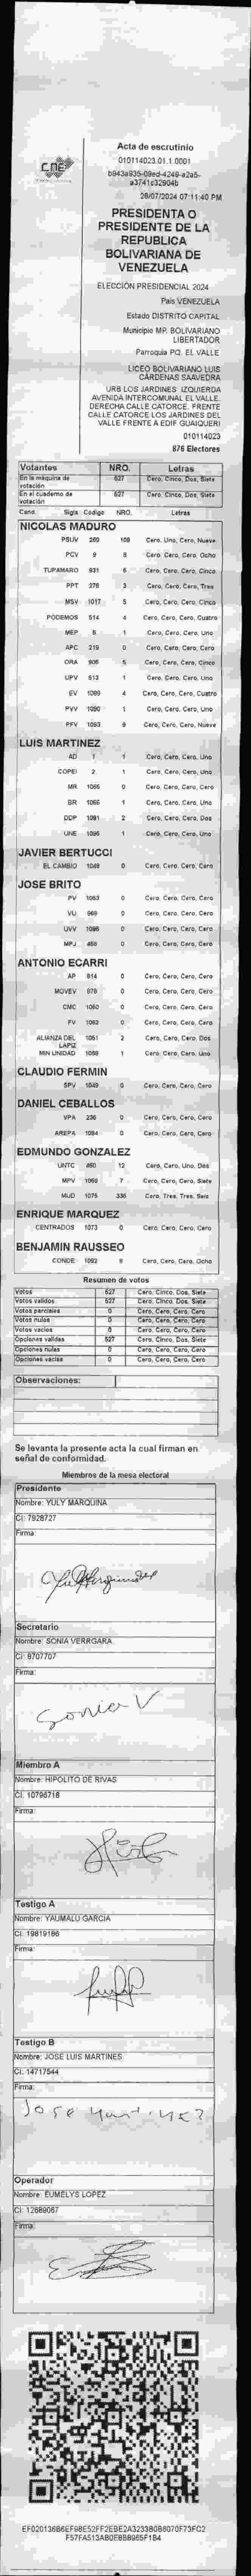 CNE
Acta de escrutinio
010114023.01.1.0001
28/07/2024 07:11:40 PM
PRESIDENTA O
PRESIDENTE DE LA
REPUBLICA
BOLIVARIANA DE
VENEZUELA
ELECCIÓN PRESIDENCIAL 2024
País VENEZUELA
Estado DISTRITO CAPITAL
Municipio MP. BOLIVARIANO
LIBERTADOR
Parroquia PQ. EL VALLE
LICEO BOLIVARIANO LUIS
CARDENAS SAAVEDRA
URB LOS JARDINES IZQUIERDA
AVENIDA INTERCOMUNAL EL VALLE.
DERECHA CALLE CATORCE. FRENTE
CALLE CATORCE LOS JARDINES DEL
VALLE FRENTE A EDIF GUAIQUERI
010114023
876 Electores
Votantes NRO. Letras
En la máquina de votación 527 Cero, Cinco, Dos, Siete
En el cuaderno de votación 527 Cero, Cinco, Dos, Siete
Cand. Sigla Código NRO. Letras
NICOLAS MADURO
PSUV 269 109 Cero, Uno, Cero, Nueve
PCV 9 8 Cero, Cero, Cero, Ocho
TUPAMARO 931 5 Cero, Cero, Cero, Cinco
PPT 276 3 Cero, Cero, Cero, Tres
MSV 1017 5 Cero, Cero, Cero, Cinco
PODEMOS 514 4 Cero, Cero, Cero, Cuatro
MEP 8 1 Cero, Cero, Cero, Uno
APC 219 0 Cero, Cero, Cero, Cero
ORA 906 5 Cero, Cero, Cero, Cinco
UPV 613 1 Cero, Cero, Cero, Uno
EV 1089 4 Cero, Cero, Cero, Cuatro
PVV 1090 1 Cero, Cero, Cero, Uno
PFV 1093 9 Cero, Cero, Cero, Nueve
LUIS MARTINEZ
AD 1 1 Cero, Cero, Cero, Uno
COPEI 2 1 Cero, Cero, Cero, Uno
MR 1065 0 Cero, Cero, Cero, Cero
BR 1066 1 Cero, Cero, Cero, Uno
DDP 1091 2 Cero, Cero, Cero, Dos
UNE 1096 1 Cero, Cero, Cero, Uno
JAVIER BERTUCCI
EL CAMBIO 1049 0 Cero, Cero, Cero, Cero
JOSE BRITO
PV 1063 0 Cero, Cero, Cero, Cero
VU 969 0 Cero, Cero, Cero, Cero
UVV 1098 0 Cero, Cero, Cero, Cero
MPJ 458 0 Cero, Cero, Cero, Cero
ANTONIO ECARRI
AP 914 0 Cero, Cero, Cero, Cero
MOVEV 976 0 Cero, Cero, Cero, Cero
CMC 1060 0 Cero, Cero, Cero, Cero
FV 1062 0 Cero, Cero, Cero, Cero
ALIANZA DEL LAPIZ 1051 2 Cero, Cero, Cero, Dos
MIN UNIDAD 1058 1 Cero, Cero, Cero, Uno
CLAUDIO FERMIN
SPV 1049 0 Cero, Cero, Cero, Cero
DANIEL CEBALLOS
VPA 236 0 Cero, Cero, Cero, Cero
AREPA 1094 0 Cero, Cero, Cero, Cero
EDMUNDO GONZALEZ
UNTC 460 12 Cero, Cero, Uno, Dos
MPV 1069 7 Cero, Cero, Cero, Siete
MUD 1075 336 Cero, Tres, Tres, Seis
ENRIQUE MARQUEZ
CENTRADOS 1073 0 Cero, Cero, Cero, Cero
BENJAMIN RAUSSEO
CONDE 1092 8 Cero, Cero, Cero, Ocho
Resumen de votos
Votos 527 Cero, Cinco, Dos, Siete
Votos validos 527 Cero, Cinco, Dos, Siete
Votos parciales 0 Cero, Cero, Cero, Cero
Votos nulos 0 Cero, Cero, Cero, Cero
Votos vacios 0 Cero, Cero, Cero, Cero
Opciones validas 527 Cero, Cinco, Dos, Siete
Opciones nulas 0 Cero, Cero, Cero, Cero
Opciones vacias 0 Cero, Cero, Cero, Cero
Observaciones:
Se levanta la presente acta la cual firman en
señal de conformidad.
Miembros de la mesa electoral
Presidente
Nombre: YULY MARQUINA
CI: 7928727
Firma:
Secretario
Nombre: SONIA VERRGARA
CI: 8707707
Firma:
Sonia V
Miembro A
Nombre: HIPOLITO DE RIVAS
CI: 10796718
Firma:
Testigo A
Nombre: YAUMALU GARCIA
CI: 19819186
Firma:
Testigo B
Nombre: JOSE LUIS MARTINES
CI: 14717544
Firma:
Jose Martinez
Operador
Nombre: EUMELYS LOPEZ
CI: 12689067
Firma: